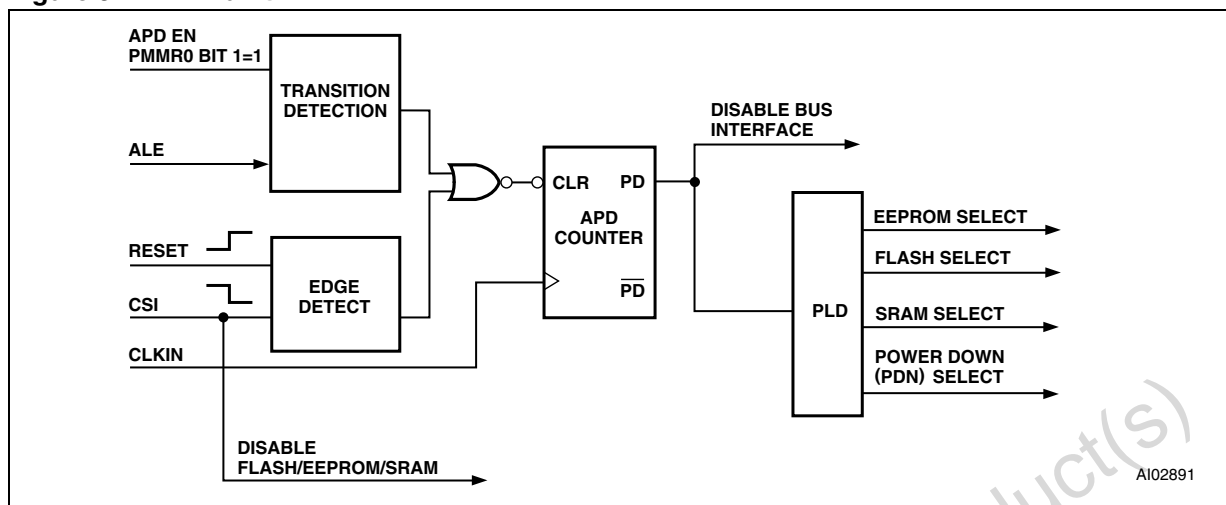 APD EN
PMMR0 BIT 1=1
TRANSITION
DETECTION
ALE
RESET
EDGE
DETECT
CSI
CLKIN
DISABLE
FLASH/EEPROM/SRAM
CLR
PD
APD
COUNTER
PD
DISABLE BUS
INTERFACE
PLD
EEPROM SELECT
FLASH SELECT
SRAM SELECT
POWER DOWN
(PDN) SELECT
AI02891
duct(s)